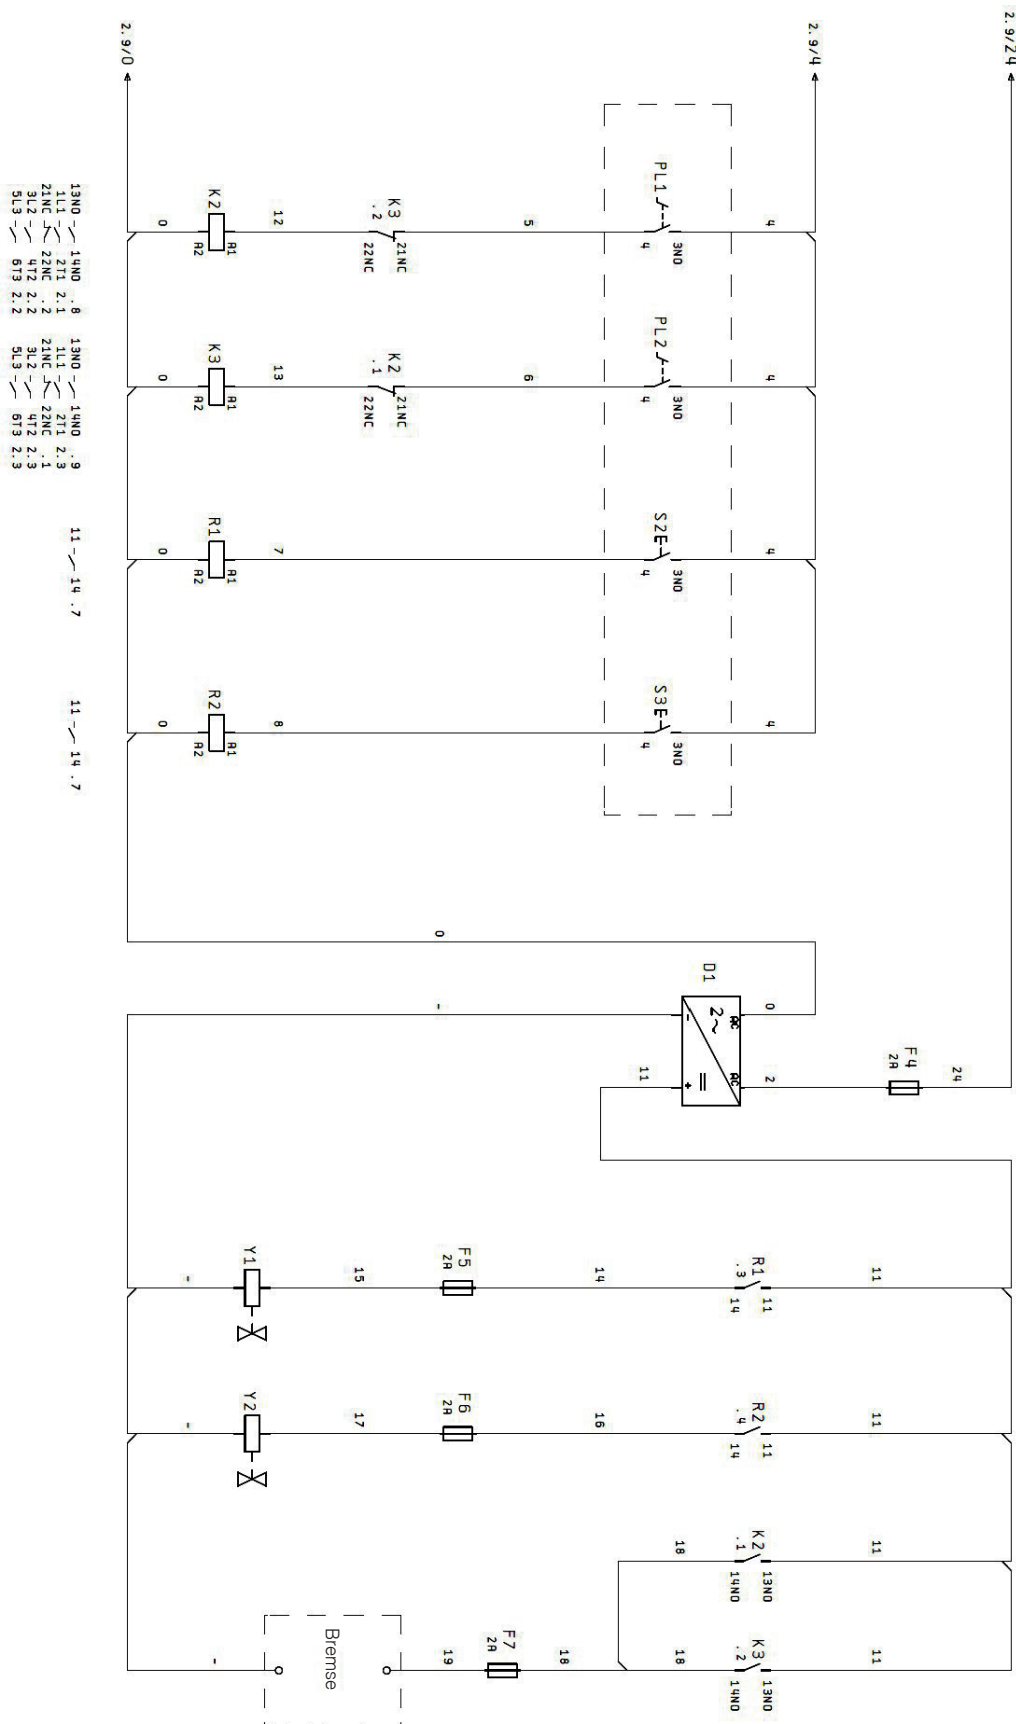 2.9/24
24
F4
2A
11 11 11 11
2.9/4
4 4 4 4 0 2
D1
AC AC
2~
=
- +
R1 R2 K2 K3
11 11 13NO 13NO
.3 .4 .1 .2
14 14 14NO 14NO
3NO 3NO 3NO 3NO
PL1 PL2 S2 S3
4 4 4 4
11 18 18
14 16 18
5 6
F7
2A
F5 F6
2A 2A
0 - 19
K3 K2
21NC 21NC
.2 .1
22NC 22NC
15 17
Bremse
12 13 7 8
Y1 Y2
K2 K3 R1 R2
A1 A1 A1 A1
A2 A2 A2 A2
0 0 0 0 - - -
2.9/0
13NO 14NO .8 13NO 14NO .9 11 14 .7 11 14 .7
1L1 2T1 2.1 1L1 2T1 2.3
21NC 22NC .2 21NC 22NC .1
3L2 4T2 2.2 3L2 4T2 2.3
5L3 6T3 2.2 5L3 6T3 2.3